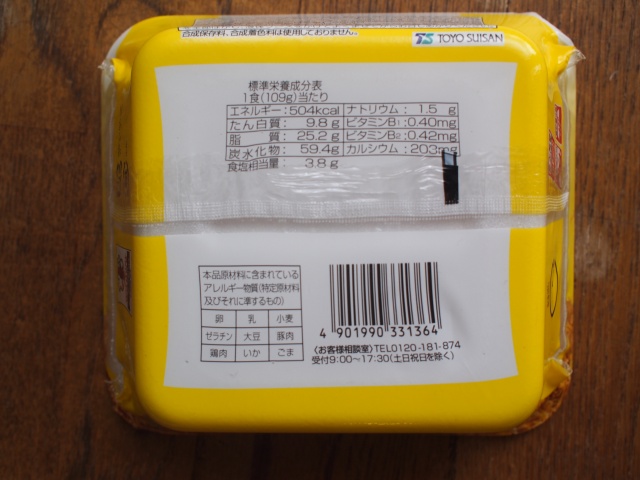 合成保存料、合成着色料は使用しておりません。
TS TOYO SUISAN
標準栄養成分表
1食(109g)当たり
エネルギー:504kcal ナトリウム:1.5g
たん白質:9.8g ビタミンB1:0.40mg
脂質:25.2g ビタミンB2:0.42mg
炭水化物:59.4g カルシウム:203mg
食塩相当量:3.8g
本品原材料に含まれている
アレルギー物質(特定原材料
及びそれに準するもの)
卵 乳 小麦
ゼラチン 大豆 豚肉
鶏肉 いか ごま
4 901990 331364
〈お客様相談室〉TEL0120-181-874
受付9:00〜17:30(土日祝日を除く)